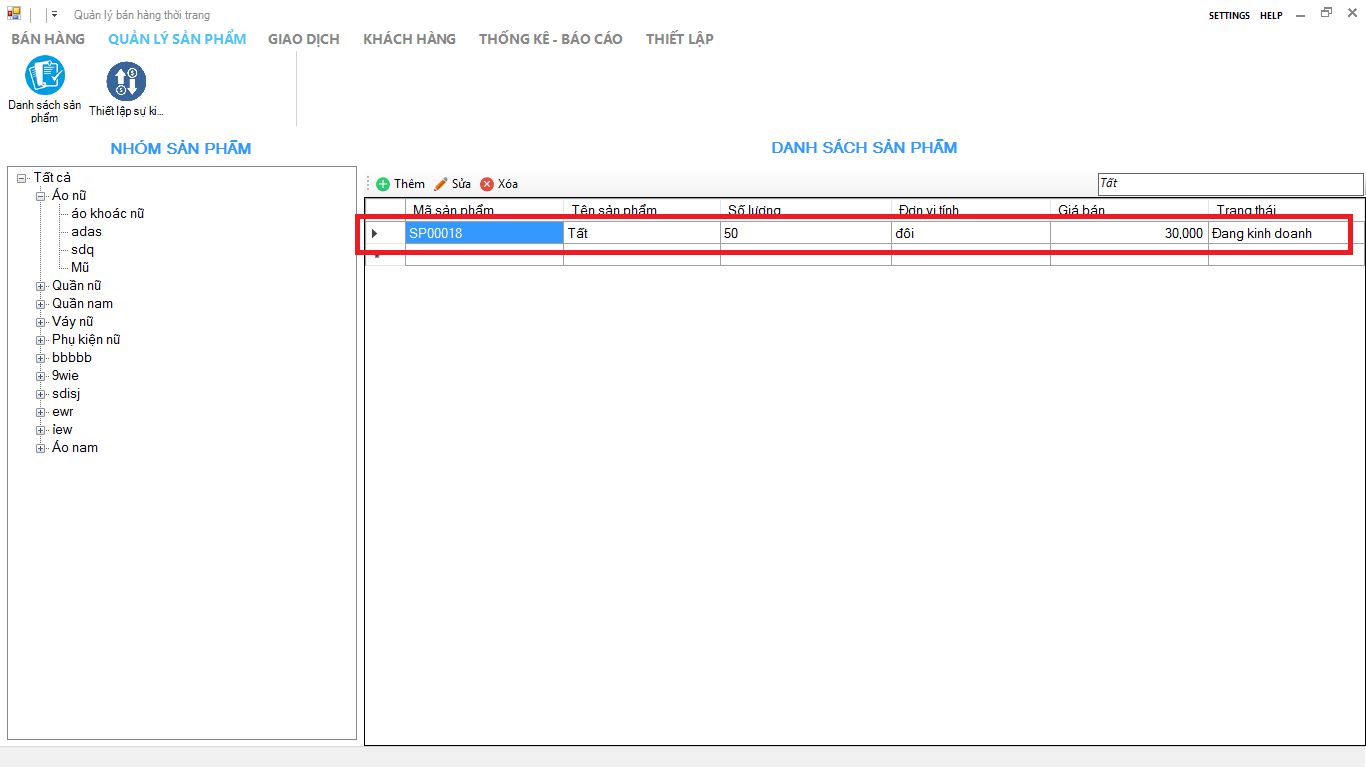 Quản lý bán hàng thời trang
SETTINGS HELP
BÁN HÀNG QUẢN LÝ SẢN PHẨM GIAO DỊCH KHÁCH HÀNG THỐNG KÊ - BÁO CÁO THIẾT LẬP
Danh sách sản phẩm
Thiết lập sự ki...
NHÓM SẢN PHẨM
Tất cả
Áo nữ
áo khoác nữ
adas
sdq
Mũ
Quần nữ
Quần nam
Váy nữ
Phụ kiện nữ
bbbbb
9wie
sdisj
ewr
iew
Áo nam
DANH SÁCH SẢN PHẨM
Thêm Sửa Xóa
Tất
Mã sản phẩm Tên sản phẩm Số lượng Đơn vị tính Giá bán Trạng thái
SP00018 Tất 50 đôi 30,000 Đang kinh doanh